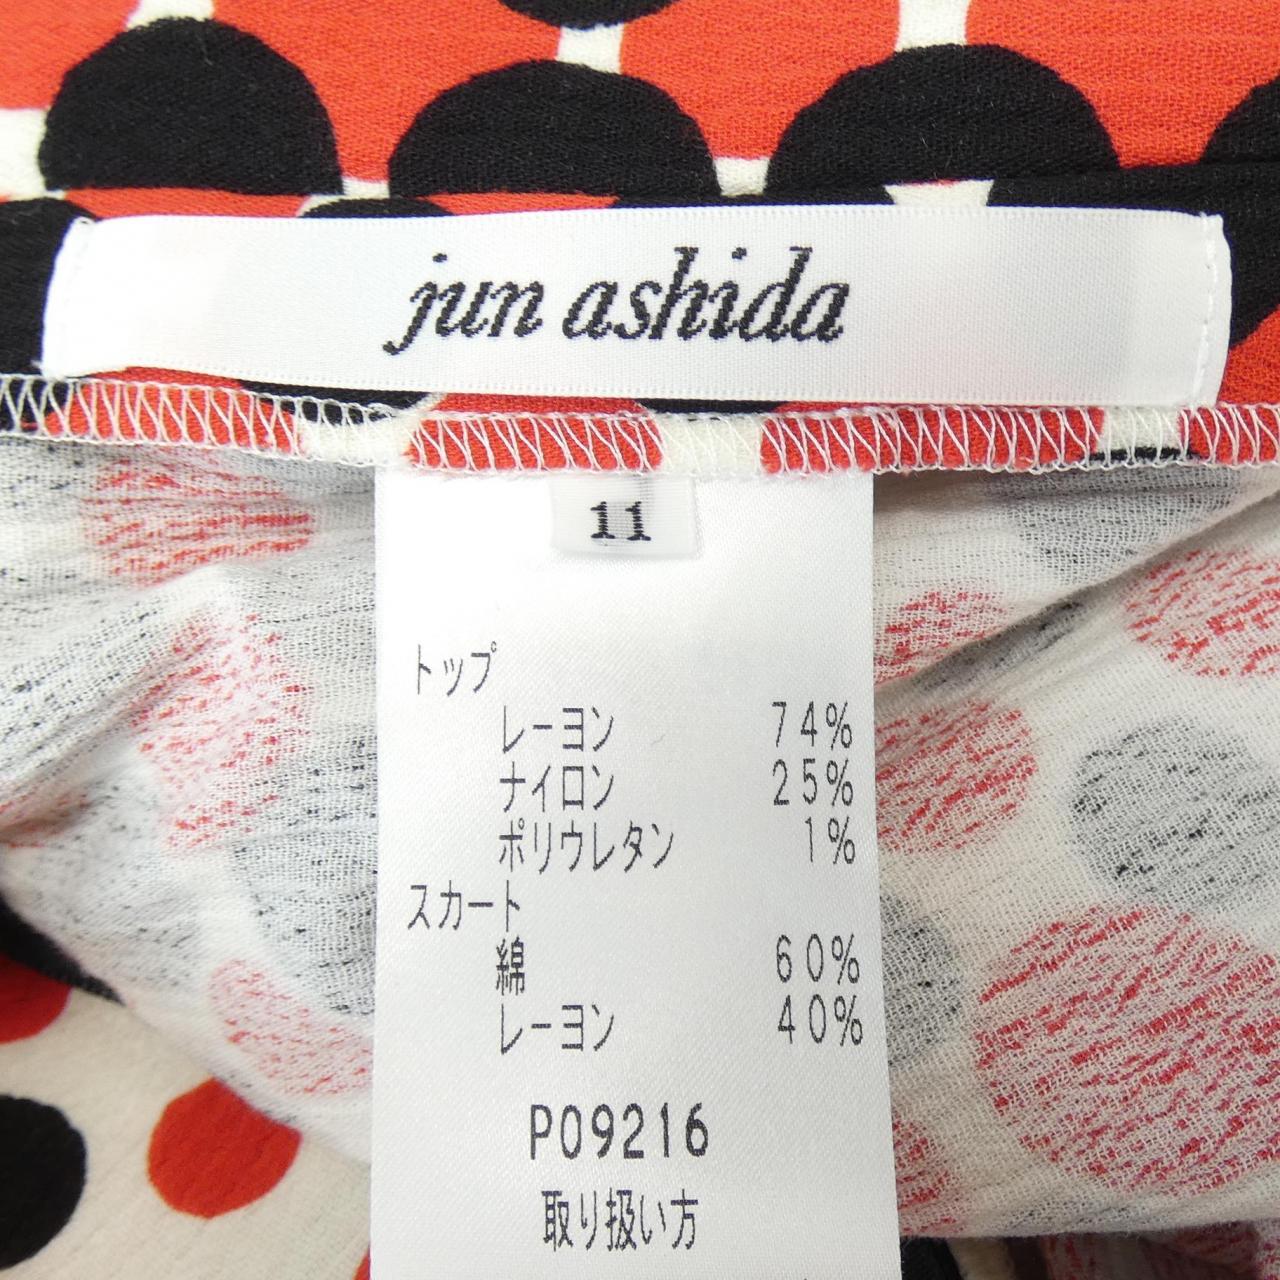 jun ashida
11
トップ
レーヨン 74%
ナイロン 25%
ポリウレタン 1%
スカート
綿 60%
レーヨン 40%
P09216
取り扱い方